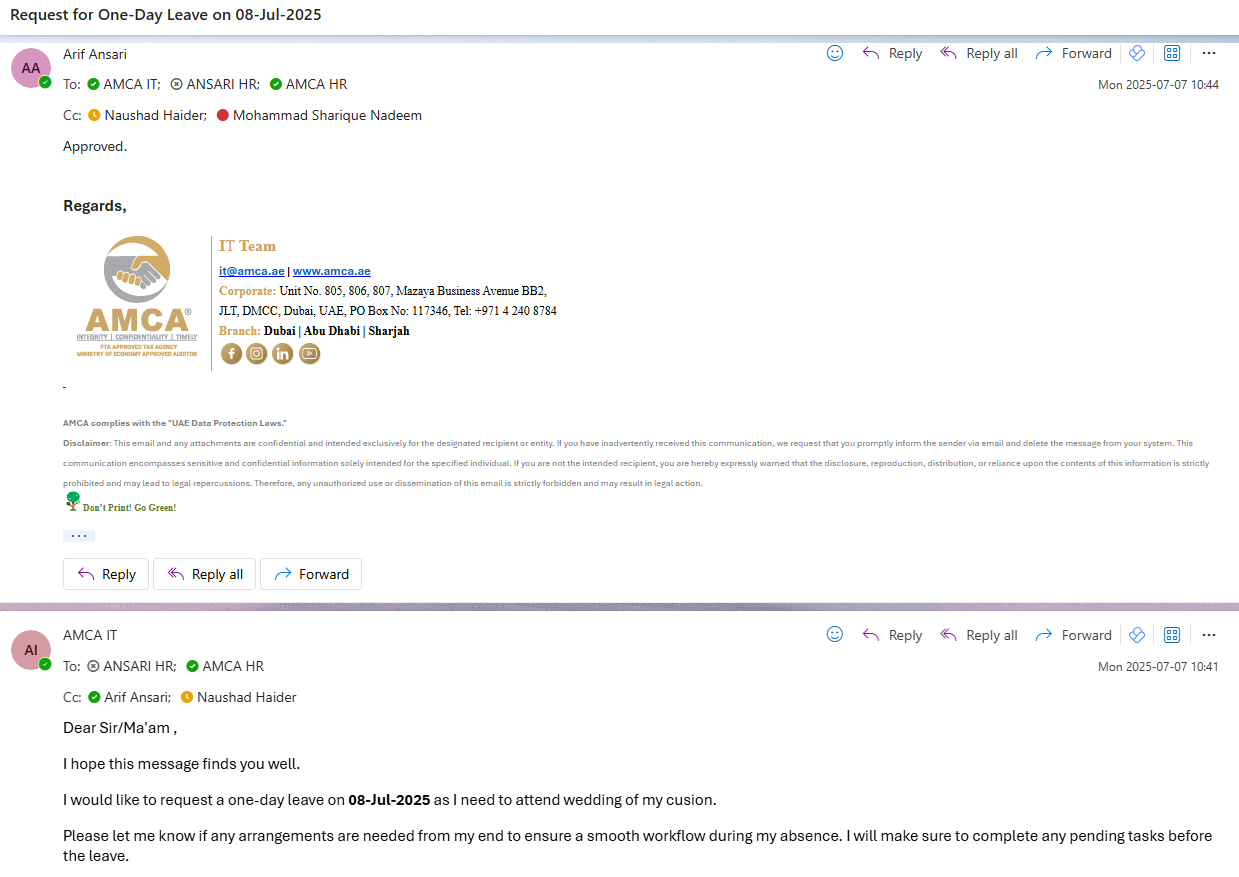 Request for One-Day Leave on 08-Jul-2025
AA
Arif Ansari
Reply
Reply all
Forward
To: AMCA IT; ANSARI HR; AMCA HR
Mon 2025-07-07 10:44
Cc: Naushad Haider; Mohammad Sharique Nadeem
Approved.
Regards,
AMCA®
INTEGRITY | CONFIDENTIALITY | TIMELY
FTA APPROVED TAX AGENCY
MINISTRY OF ECONOMY APPROVED AUDITOR
IT Team
it@amca.ae | www.amca.ae
Corporate: Unit No. 805, 806, 807, Mazaya Business Avenue BB2,
JLT, DMCC, Dubai, UAE, PO Box No: 117346, Tel: +971 4 240 8784
Branch: Dubai | Abu Dhabi | Sharjah
-
AMCA complies with the "UAE Data Protection Laws."
Disclaimer: This email and any attachments are confidential and intended exclusively for the designated recipient or entity. If you have inadvertently received this communication, we request that you promptly inform the sender via email and delete the message from your system. This
communication encompasses sensitive and confidential information solely intended for the specified individual. If you are not the intended recipient, you are hereby expressly warned that the disclosure, reproduction, distribution, or reliance upon the contents of this information is strictly
prohibited and may lead to legal repercussions. Therefore, any unauthorized use or dissemination of this email is strictly forbidden and may result in legal action.
Don't Print! Go Green!
Reply
Reply all
Forward
AI
AMCA IT
Reply
Reply all
Forward
To: ANSARI HR; AMCA HR
Mon 2025-07-07 10:41
Cc: Arif Ansari; Naushad Haider
Dear Sir/Ma'am ,
I hope this message finds you well.
I would like to request a one-day leave on 08-Jul-2025 as I need to attend wedding of my cusion.
Please let me know if any arrangements are needed from my end to ensure a smooth workflow during my absence. I will make sure to complete any pending tasks before
the leave.